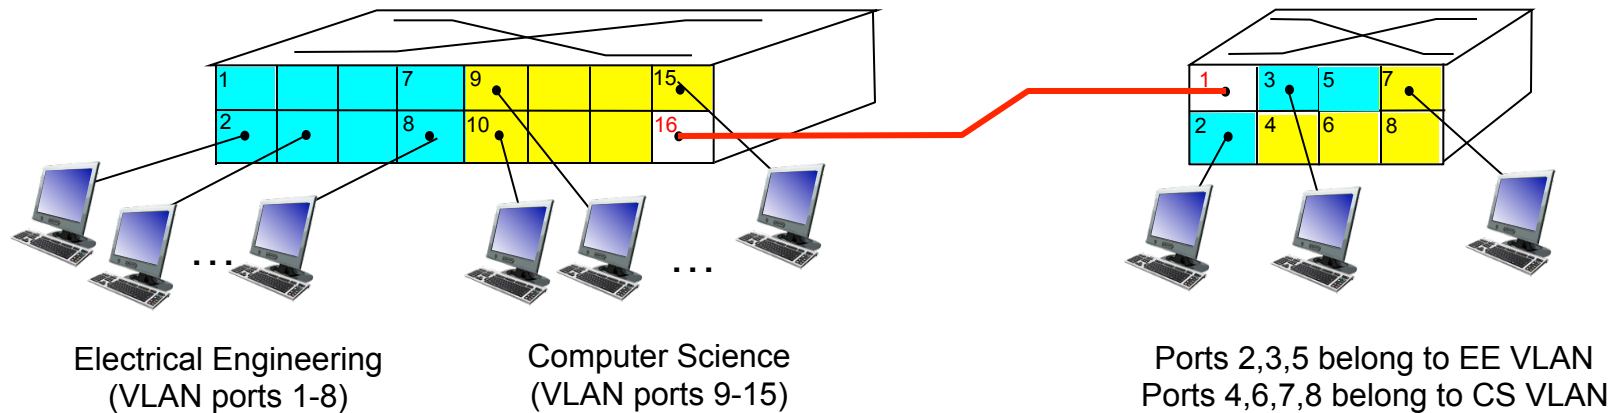 1 7 9 15
2 8 10 16
1 3 5 7
2 4 6 8
...
...
Electrical Engineering
(VLAN ports 1-8)
Computer Science
(VLAN ports 9-15)
Ports 2,3,5 belong to EE VLAN
Ports 4,6,7,8 belong to CS VLAN